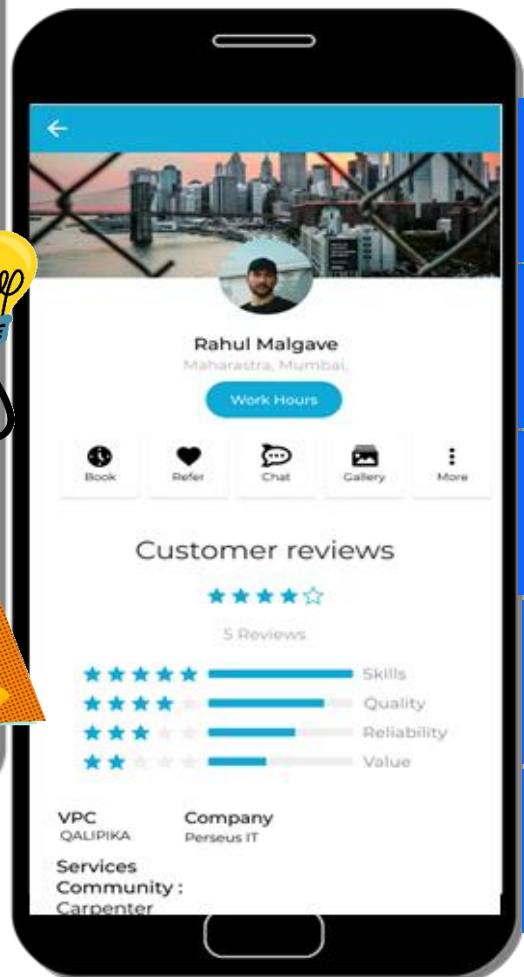 Rahul Malgave
Maharastra, Mumbai,
Work Hours
Book Refer Chat Gallery More
Customer reviews
5 Reviews
Skills
Quality
Reliability
Value
VPC Company
QALIPIKA Perseus IT
Services
Community :
Carpenter